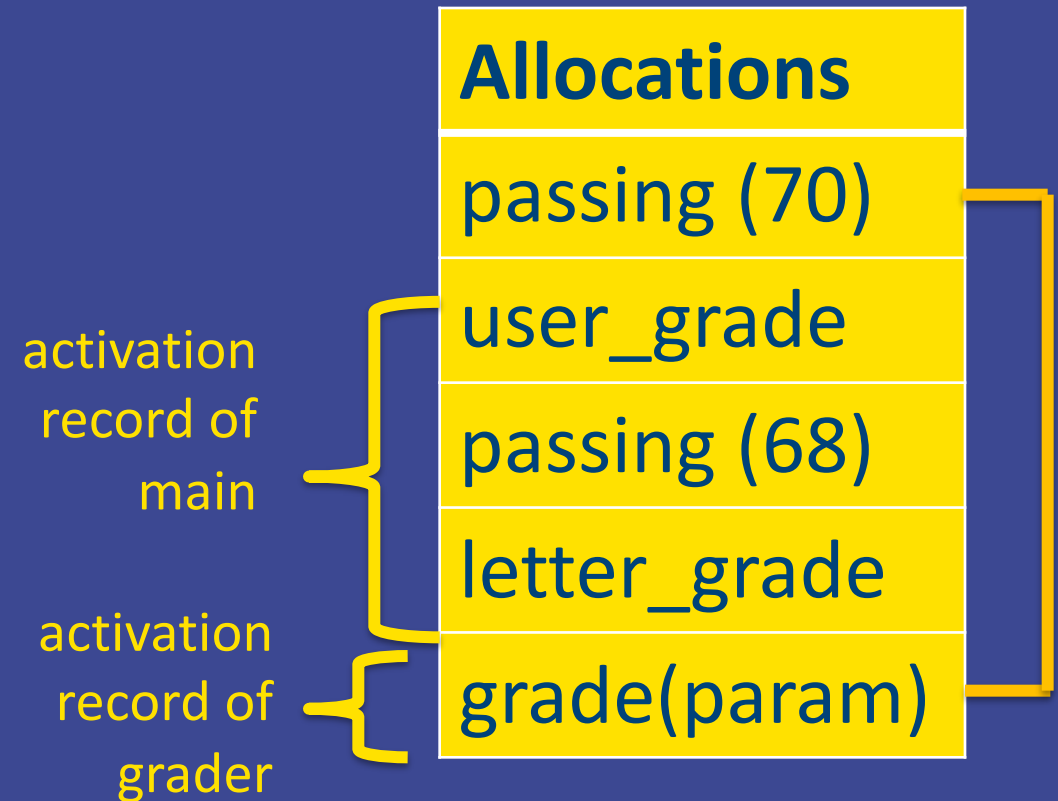 Allocations
passing (70)
user_grade
passing (68)
letter_grade
grade(param)
activation
record of
main
activation
record of
grader